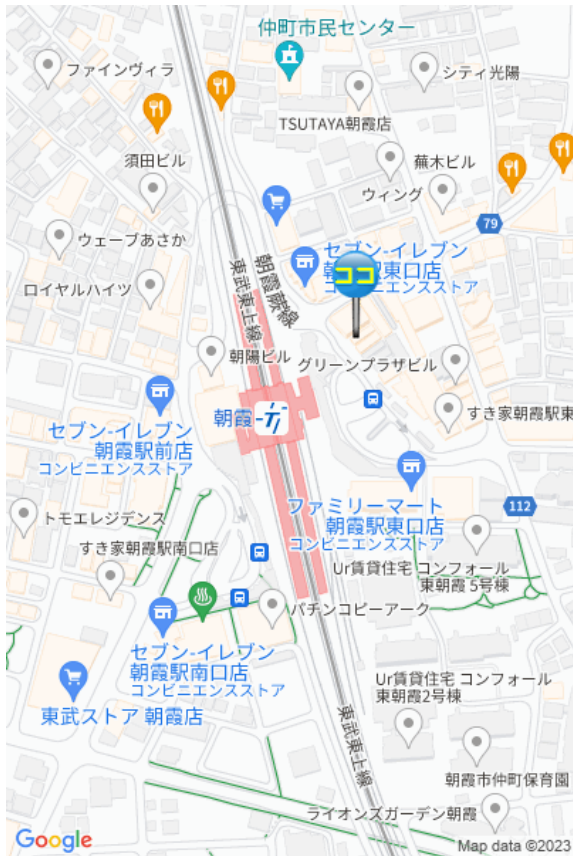 仲町市民センター
ファインヴィラ
シティ光陽
TSUTAYA朝霞店
須田ビル
蕪木ビル
ウィング
79
ウェーブあさか
セブン-イレブン
朝霞駅東口店
コンビニエンスストア
ココ
朝霞蕨線
東武東上線
ロイヤルハイツ
朝陽ビル
グリーンプラザビル
朝霞
すき家朝霞駅東
セブン-イレブン
朝霞駅前店
コンビニエンスストア
ファミリーマート
朝霞駅東口店
コンビニエンスストア
112
トモエレジデンス
すき家朝霞駅南口店
Ur賃貸住宅 コンフォール
東朝霞 5号棟
パチンコピーアーク
セブン-イレブン
朝霞駅南口店
コンビニエンスストア
Ur賃貸住宅 コンフォール
東朝霞2号棟
東武ストア 朝霞店
東武東上線
朝霞市仲町保育園
ライオンズガーデン朝霞
Google
Map data ©2023